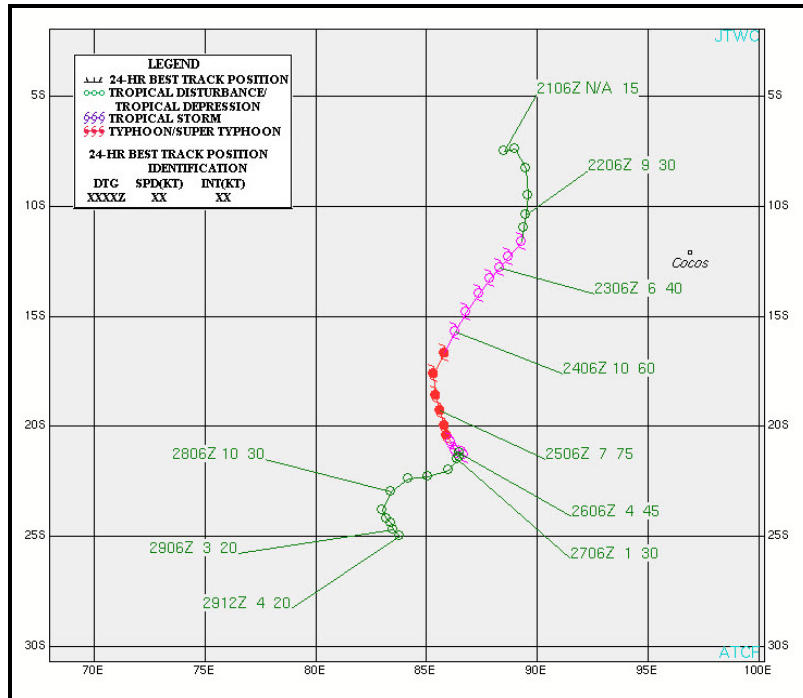 JTWC
LEGEND
24-HR BEST TRACK POSITION
TROPICAL DISTURBANCE/
TROPICAL DEPRESSION
TROPICAL STORM
TYPHOON/SUPER TYPHOON
24-HR BEST TRACK POSITION
IDENTIFICATION
DTG SPD(KT) INT(KT)
XXXXZ XX XX
2106Z N/A 15
5S 5S
2206Z 9 30
10S 10S
Cocos
2306Z 6 40
15S 15S
2406Z 10 60
20S 20S
2806Z 10 30
2506Z 7 75
2606Z 4 45
25S 25S
2906Z 3 20
2706Z 1 30
2912Z 4 20
30S 30S
ATCF
70E 75E 80E 85E 90E 95E 100E